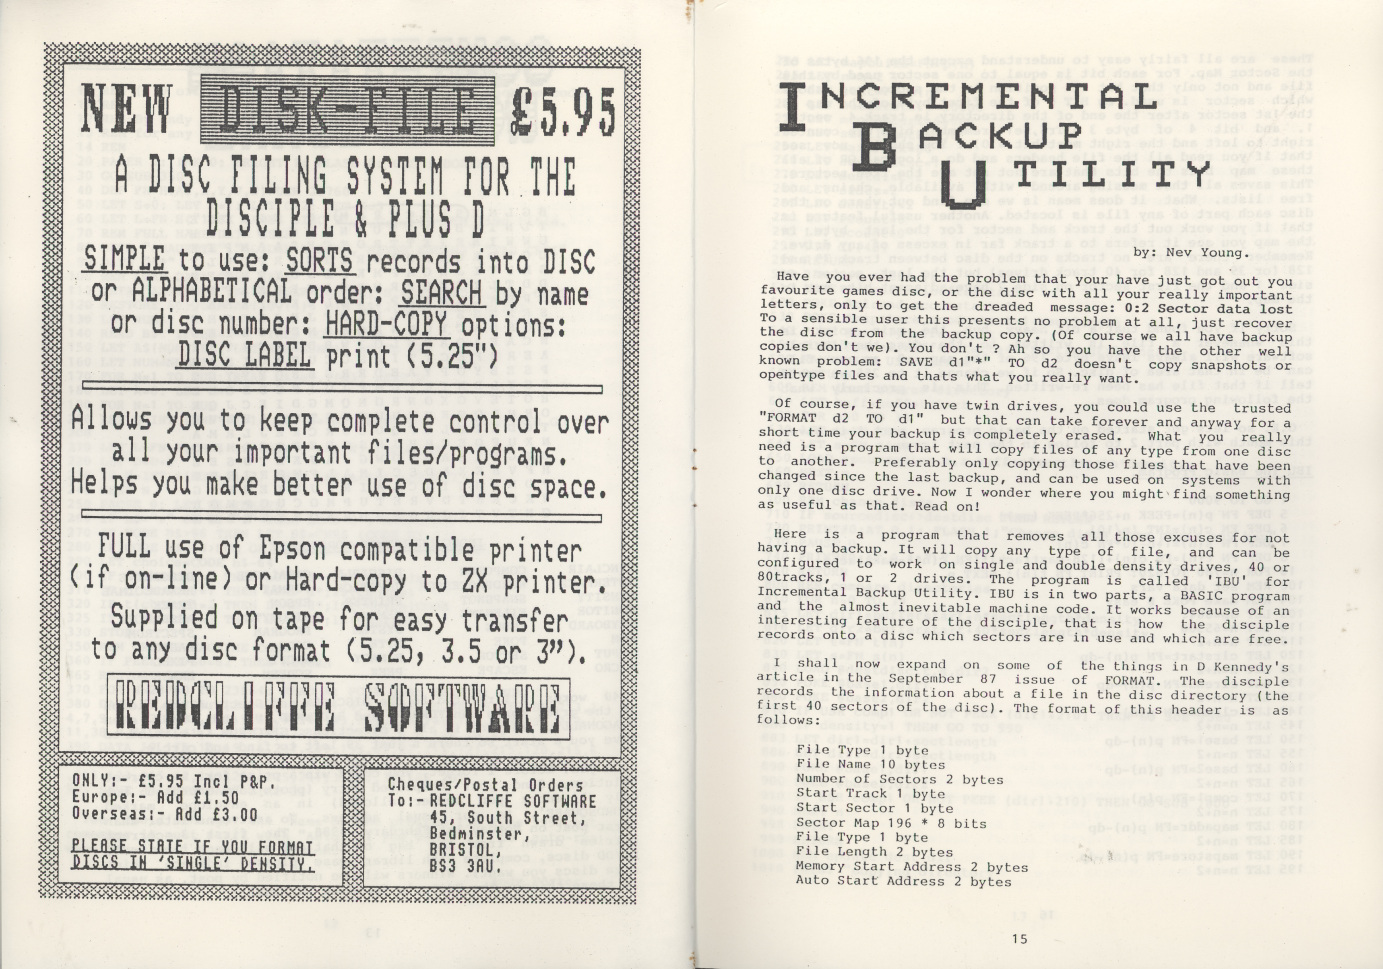 NEW DISK-FILE £5.95
A DISC FILING SYSTEM FOR THE
DISCIPLE & PLUS D
SIMPLE to use: SORTS records into DISC
or ALPHABETICAL order: SEARCH by name
or disc number: HARD-COPY options:
DISC LABEL print (5.25")
Allows you to keep complete control over
all your important files/programs.
Helps you make better use of disc space.
FULL use of Epson compatible printer
(if on-line) or Hard-copy to ZX printer.
Supplied on tape for easy transfer
to any disc format (5.25, 3.5 or 3").
REDCLIFFE SOFTWARE
ONLY:- £5.95 Incl P&P.
Europe:- Add £1.50
Overseas:- Add £3.00
PLEASE STATE IF YOU FORMAT
DISCS IN 'SINGLE' DENSITY.
Cheques/Postal Orders
To:- REDCLIFFE SOFTWARE
45, South Street,
Bedminster,
BRISTOL,
BS3 3AU.
INCREMENTAL
BACKUP
UTILITY
by: Nev Young.
Have you ever had the problem that your have just got out you
favourite games disc, or the disc with all your really important
letters, only to get the dreaded message: 0:2 Sector data lost
To a sensible user this presents no problem at all, just recover
the disc from the backup copy. (Of course we all have backup
copies don't we). You don't ? Ah so you have the other well
known problem: SAVE d1"*" TO d2 doesn't copy snapshots or
opentype files and thats what you really want.
Of course, if you have twin drives, you could use the trusted
"FORMAT d2 TO d1" but that can take forever and anyway for a
short time your backup is completely erased. What you really
need is a program that will copy files of any type from one disc
to another. Preferably only copying those files that have been
changed since the last backup, and can be used on systems with
only one disc drive. Now I wonder where you might find something
as useful as that. Read on!
Here is a program that removes all those excuses for not
having a backup. It will copy any type of file, and can be
configured to work on single and double density drives, 40 or
80tracks, 1 or 2 drives. The program is called 'IBU' for
Incremental Backup Utility. IBU is in two parts, a BASIC program
and the almost inevitable machine code. It works because of an
interesting feature of the disciple, that is how the disciple
records onto a disc which sectors are in use and which are free.
I shall now expand on some of the things in D Kennedy's
article in the September 87 issue of FORMAT. The disciple
records the information about a file in the disc directory (the
first 40 sectors of the disc). The format of this header is as
follows:
File Type 1 byte
File Name 10 bytes
Number of Sectors 2 bytes
Start Track 1 byte
Start Sector 1 byte
Sector Map 196 * 8 bits
File Type 1 byte
File Length 2 bytes
Memory Start Address 2 bytes
Auto Start Address 2 bytes
15